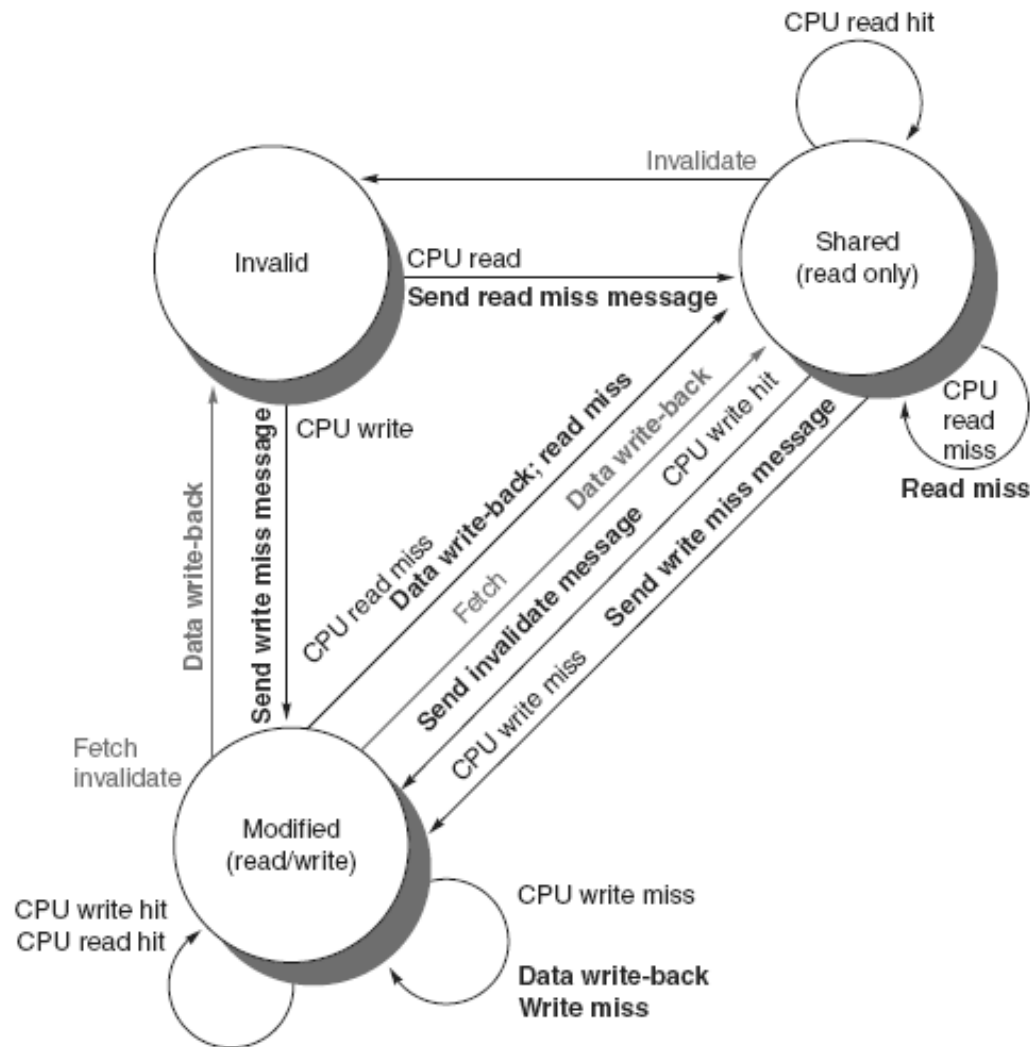 CPU read hit
Invalidate
Invalid
Shared
(read only)
CPU read
Send read miss message
CPU write
Send write miss message
Data write-back
Fetch
invalidate
CPU read miss
Data write-back; read miss
Fetch
Data write-back
Send invalidate message
CPU write hit
CPU write miss
Send write miss message
CPU
read
miss
Read miss
Modified
(read/write)
CPU write hit
CPU read hit
CPU write miss
Data write-back
Write miss